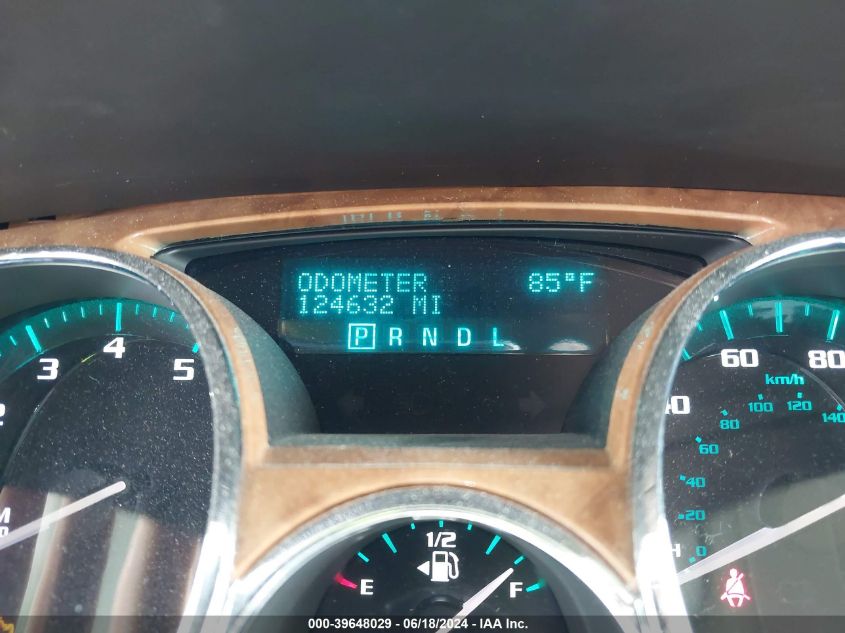 ODOMETER 85°F
124632 MI
P R N D L
3 4 5
60 80
km/h
80 100 120 140
60
40
20
0
1/2
E F
000-39648029 - 06/18/2024 - IAA Inc.